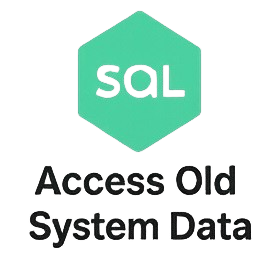 SQL
Access Old
System Data